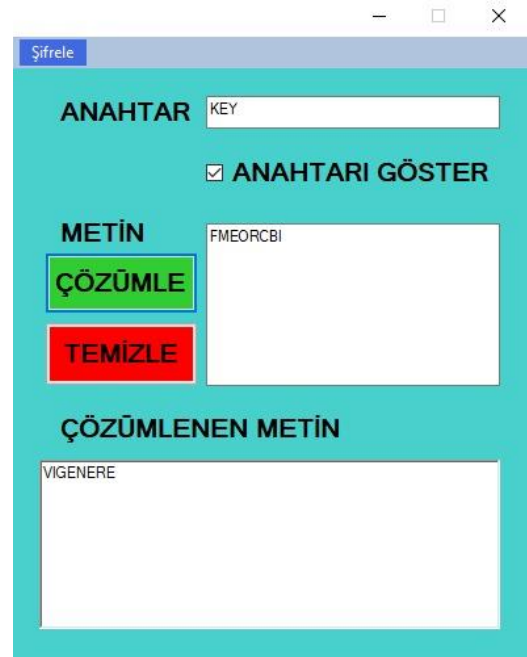 Şifrele
ANAHTAR
KEY
ANAHTARI GÖSTER
METİN
FMEORCBI
ÇÖZÜMLE
TEMİZLE
ÇÖZÜMLENEN METİN
VIGENERE